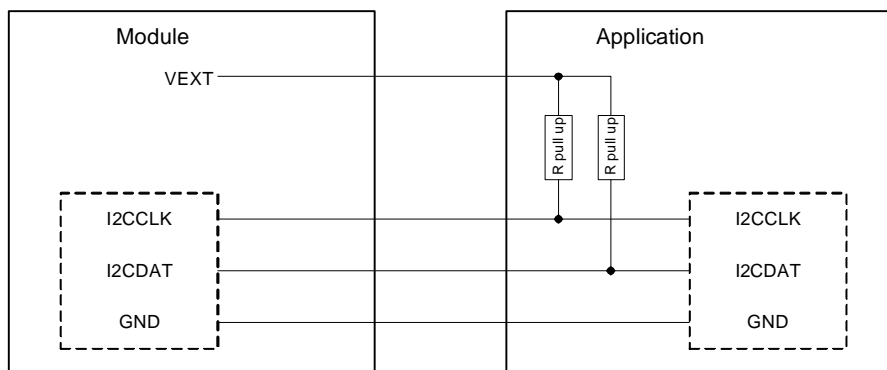 Module
Application
VEXT
R pull up
R pull up
I2CCLK
I2CCLK
I2CDAT
I2CDAT
GND
GND